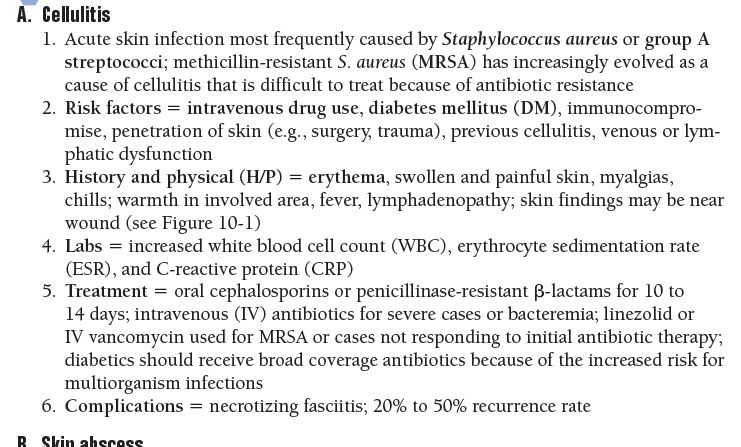 A. Cellulitis
1. Acute skin infection most frequently caused by Staphylococcus aureus or group A
streptococci; methicillin-resistant S. aureus (MRSA) has increasingly evolved as a
cause of cellulitis that is difficult to treat because of antibiotic resistance
2. Risk factors = intravenous drug use, diabetes mellitus (DM), immunocompro-
mise, penetration of skin (e.g., surgery, trauma), previous cellulitis, venous or lym-
phatic dysfunction
3. History and physical (H/P) = erythema, swollen and painful skin, myalgias,
chills; warmth in involved area, fever, lymphadenopathy; skin findings may be near
wound (see Figure 10-1)
4. Labs = increased white blood cell count (WBC), erythrocyte sedimentation rate
(ESR), and C-reactive protein (CRP)
5. Treatment = oral cephalosporins or penicillinase-resistant β-lactams for 10 to
14 days; intravenous (IV) antibiotics for severe cases or bacteremia; linezolid or
IV vancomycin used for MRSA or cases not responding to initial antibiotic therapy;
diabetics should receive broad coverage antibiotics because of the increased risk for
multiorganism infections
6. Complications = necrotizing fasciitis; 20% to 50% recurrence rate
B. Skin abscess